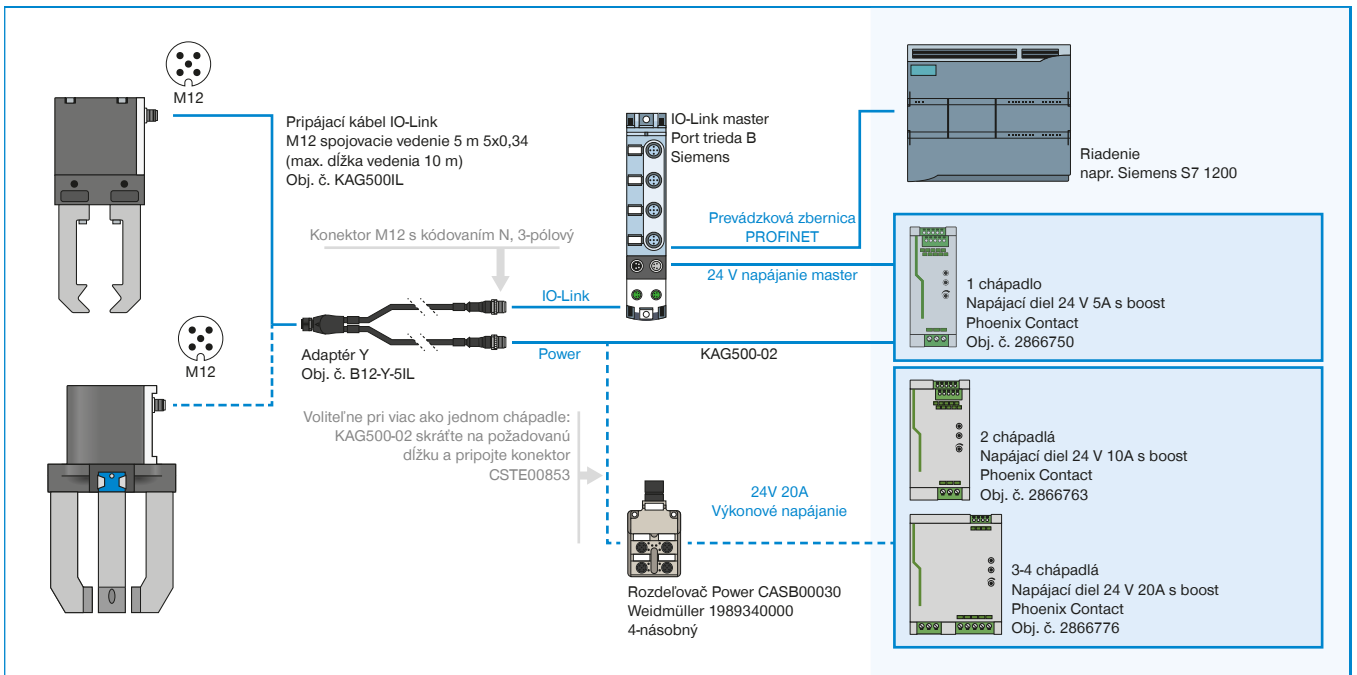 M12
Pripájací kábel IO-Link
M12 spojovacie vedenie 5 m 5x0,34
(max. dĺžka vedenia 10 m)
Obj. č. KAG500IL
IO-Link master
Port trieda B
Siemens
Riadenie
napr. Siemens S7 1200
Konektor M12 s kódovaním N, 3-pólový
Prevádzková zbernica
PROFINET
24 V napájanie master
IO-Link
1 chápadlo
Napájací diel 24 V 5A s boost
Phoenix Contact
Obj. č. 2866750
M12
Adaptér Y
Obj. č. B12-Y-5IL
Power
KAG500-02
Voliteľne pri viac ako jednom chápadle:
KAG500-02 skráťte na požadovanú
dĺžku a pripojte konektor
CSTE00853
24V 20A
Výkonové napájanie
2 chápadlá
Napájací diel 24 V 10A s boost
Phoenix Contact
Obj. č. 2866763
Rozdeľovač Power CASB00030
Weidmüller 1989340000
4-násobný
3-4 chápadlá
Napájací diel 24 V 20A s boost
Phoenix Contact
Obj. č. 2866776